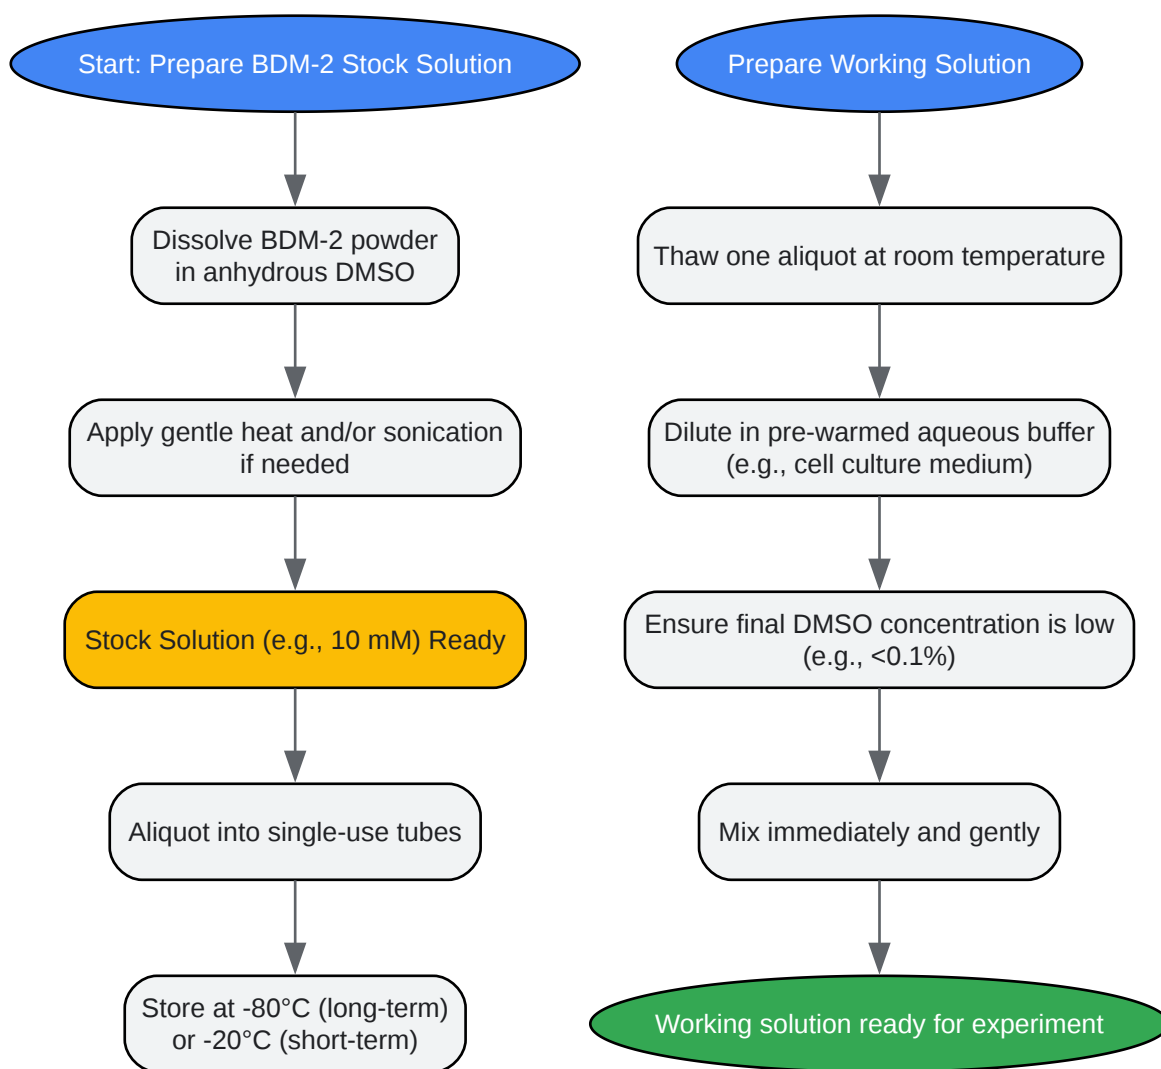 Start: Prepare BDM-2 Stock Solution
Dissolve BDM-2 powder
in anhydrous DMSO
Apply gentle heat and/or sonication
if needed
Stock Solution (e.g., 10 mM) Ready
Aliquot into single-use tubes
Store at -80°C (long-term)
or -20°C (short-term)
Prepare Working Solution
Thaw one aliquot at room temperature
Dilute in pre-warmed aqueous buffer
(e.g., cell culture medium)
Ensure final DMSO concentration is low
(e.g., <0.1%)
Mix immediately and gently
Working solution ready for experiment